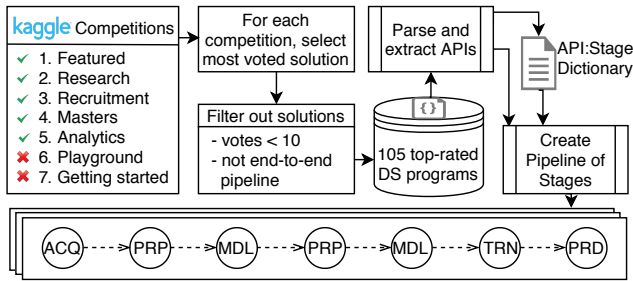 kaggle Competitions
1. Featured
2. Research
3. Recruitment
4. Masters
5. Analytics
6. Playground
7. Getting started
For each
competition, select
most voted solution
Filter out solutions
- votes < 10
- not end-to-end
pipeline
{ }
105 top-rated
DS programs
Parse and
extract APIs
API:Stage
Dictionary
Create
Pipeline of
Stages
ACQ PRP MDL PRP MDL TRN PRD